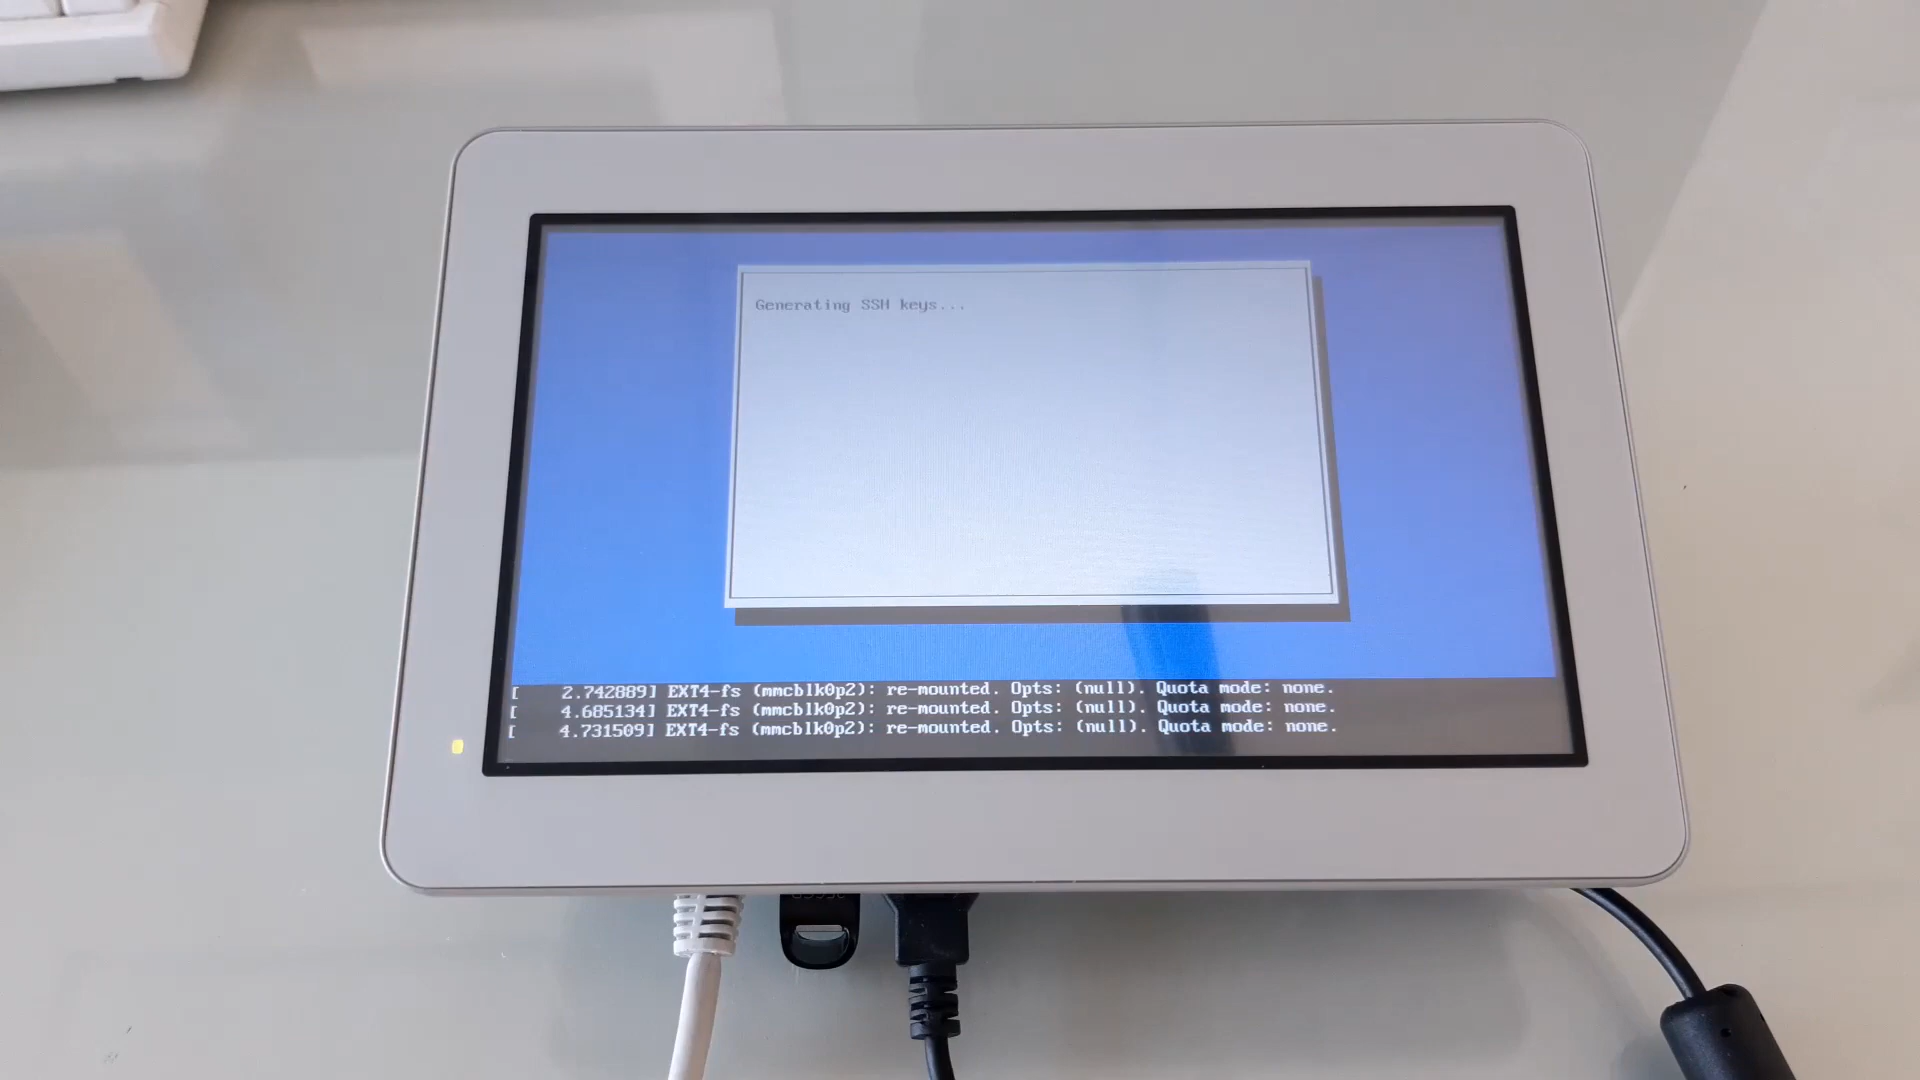 Generating SSH keys...
[    2.742889] EXT4-fs (mmcblk0p2): re-mounted. Opts: (null). Quota mode: none.
[    4.685134] EXT4-fs (mmcblk0p2): re-mounted. Opts: (null). Quota mode: none.
[    4.731509] EXT4-fs (mmcblk0p2): re-mounted. Opts: (null). Quota mode: none.